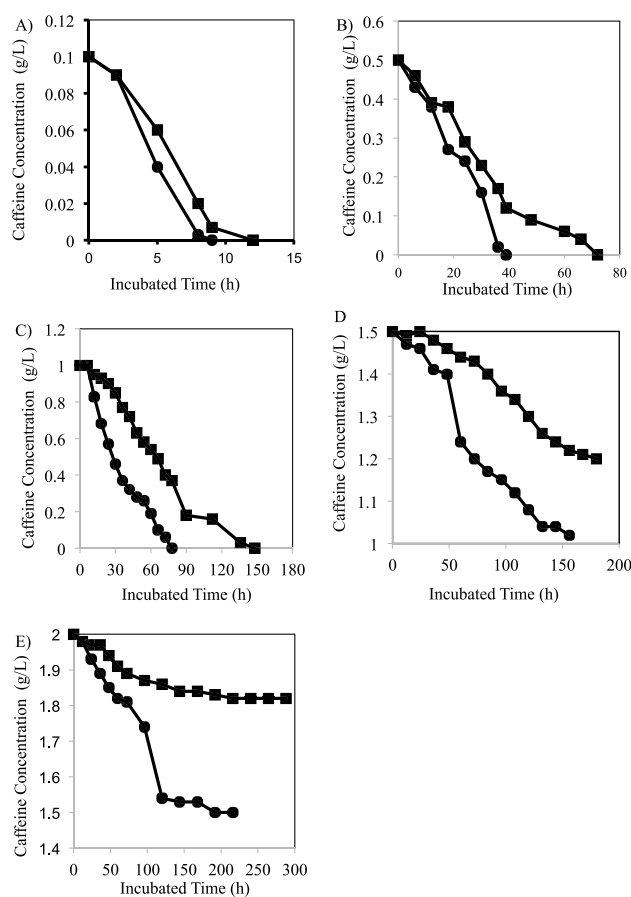 A)
Caffeine Concentration (g/L)
0.12
0.1
0.08
0.06
0.04
0.02
0
0 5 10 15
Incubated Time (h)
B)
Caffeine Concentration (g/L)
0.6
0.5
0.4
0.3
0.2
0.1
0
0 20 40 60 80
Incubated Time (h)
C)
Caffeine Concentration (g/L)
1.2
1
0.8
0.6
0.4
0.2
0
0 30 60 90 120 150 180
Incubated Time (h)
D
Caffeine Concentration (g/L)
1.5
1.4
1.3
1.2
1.1
1
0 50 100 150 200
Incubated Time (h)
E)
Caffeine Concentration (g/L)
2
1.9
1.8
1.7
1.6
1.5
1.4
0 50 100 150 200 250 300
Incubated Time (h)